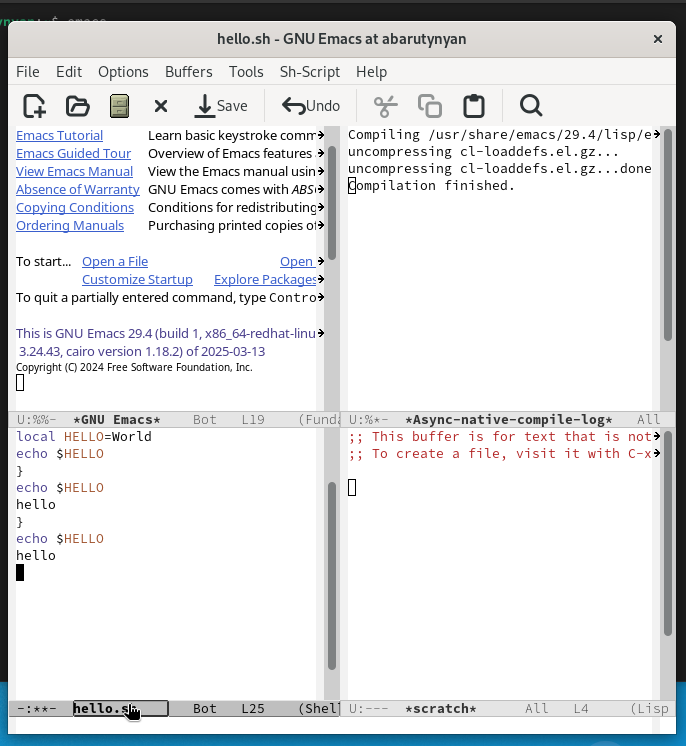 hello.sh - GNU Emacs at abarutynyan
File Edit Options Buffers Tools Sh-Script Help
Save Undo
Emacs Tutorial Learn basic keystroke comm
Emacs Guided Tour Overview of Emacs features
View Emacs Manual View the Emacs manual usin
Absence of Warranty GNU Emacs comes with ABS
Copying Conditions Conditions for redistributing
Ordering Manuals Purchasing printed copies of
To start... Open a File Open
Customize Startup Explore Packages
To quit a partially entered command, type Contro
This is GNU Emacs 29.4 (build 1, x86_64-redhat-linu
3.24.43, cairo version 1.18.2) of 2025-03-13
Copyright (C) 2024 Free Software Foundation, Inc.
U:%%- *GNU Emacs* Bot L19 (Funda
Compiling /usr/share/emacs/29.4/lisp/e
uncompressing cl-loaddefs.el.gz...
uncompressing cl-loaddefs.el.gz...done
Compilation finished.
U:%*- *Async-native-compile-log* All
local HELLO=World
echo $HELLO
}
echo $HELLO
hello
}
echo $HELLO
hello
-:**- hello.sh Bot L25 (Shel
;; This buffer is for text that is not
;; To create a file, visit it with C-x
U:--- *scratch* All L4 (Lisp